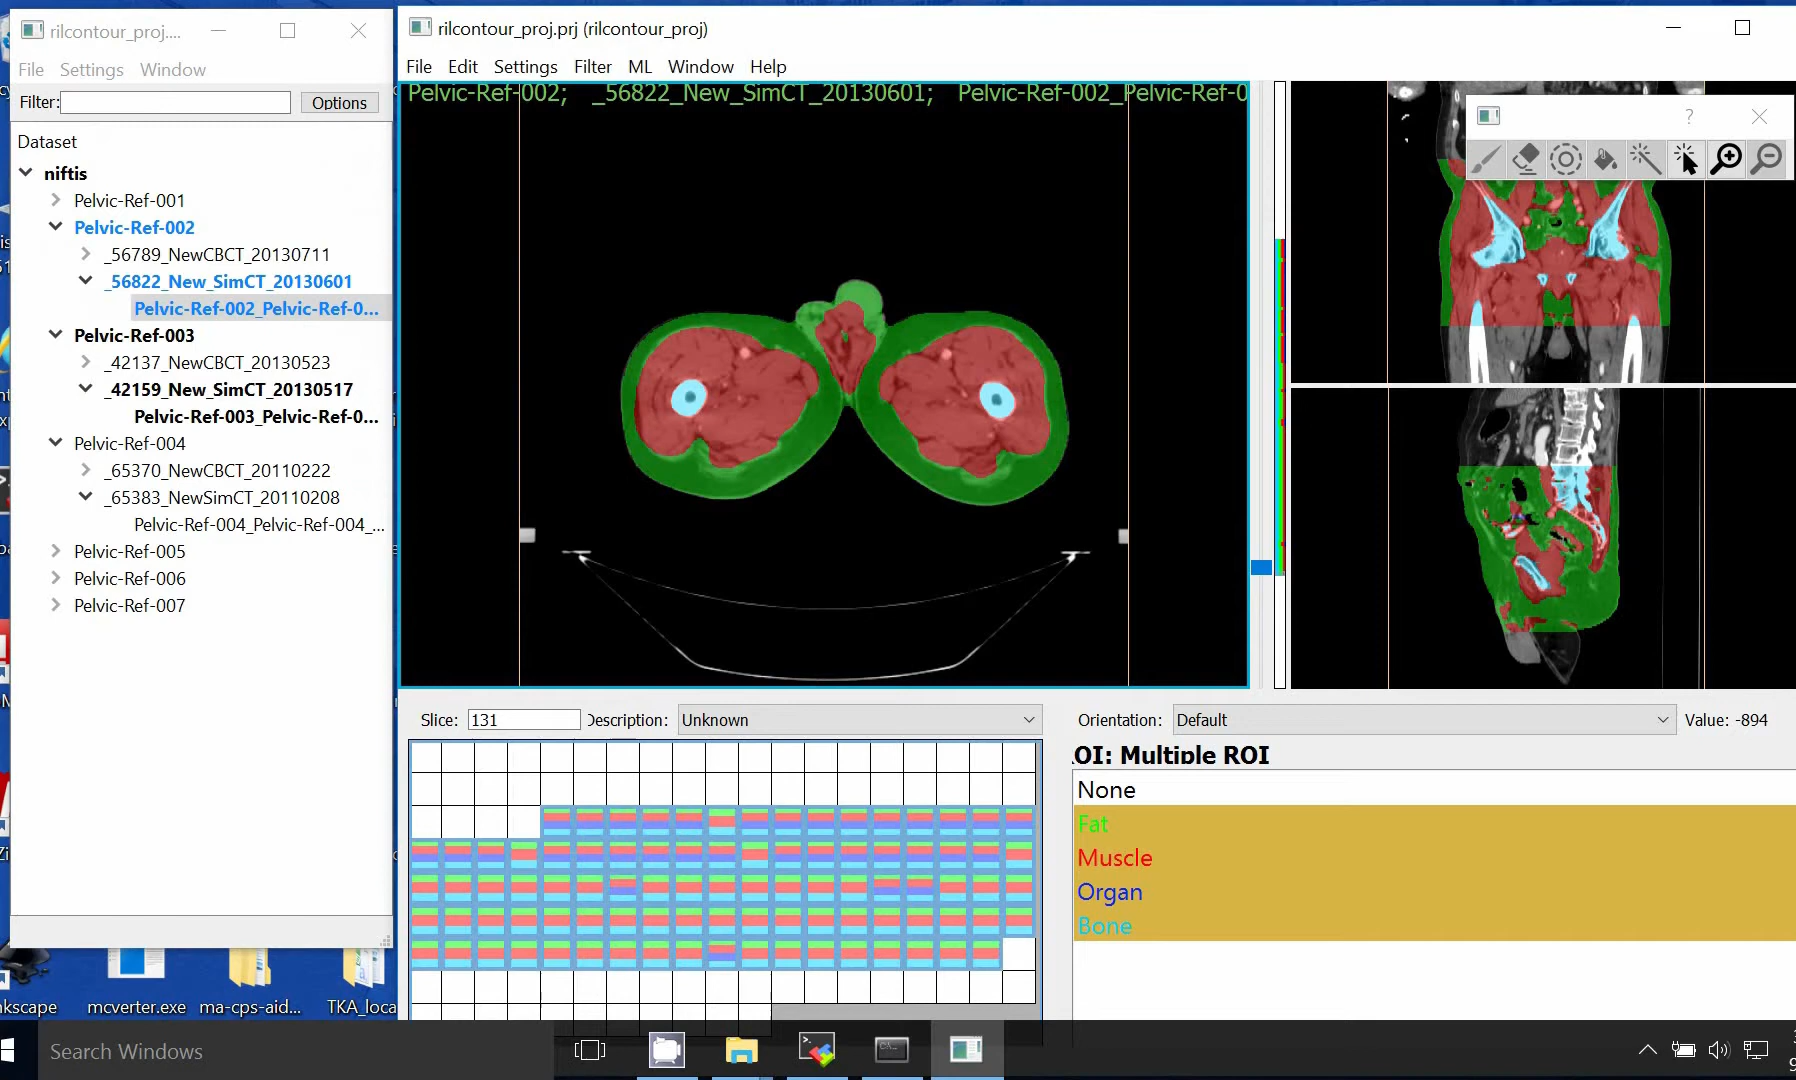 rilcontour_proj....
File Settings Window
Filter: Options
Dataset
niftis
Pelvic-Ref-001
Pelvic-Ref-002
_56789_NewCBCT_20130711
_56822_New_SimCT_20130601
Pelvic-Ref-002_Pelvic-Ref-0...
Pelvic-Ref-003
_42137_NewCBCT_20130523
_42159_New_SimCT_20130517
Pelvic-Ref-003_Pelvic-Ref-0...
Pelvic-Ref-004
_65370_NewCBCT_20110222
_65383_NewSimCT_20110208
Pelvic-Ref-004_Pelvic-Ref-004_...
Pelvic-Ref-005
Pelvic-Ref-006
Pelvic-Ref-007
rilcontour_proj.prj (rilcontour_proj)
File Edit Settings Filter ML Window Help
Pelvic-Ref-002; _56822_New_SimCT_20130601; Pelvic-Ref-002_Pelvic-Ref-0
?
Slice: 131 Description: Unknown
Orientation: Default Value: -894
OI: Multiple ROI
None
Fat
Muscle
Organ
Bone
nkscape mcverter.exe ma-cps-aid... TKA_loca
Search Windows